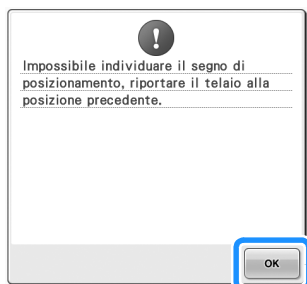 Impossibile individuare il segno di
posizionamento, riportare il telaio alla
posizione precedente.
OK